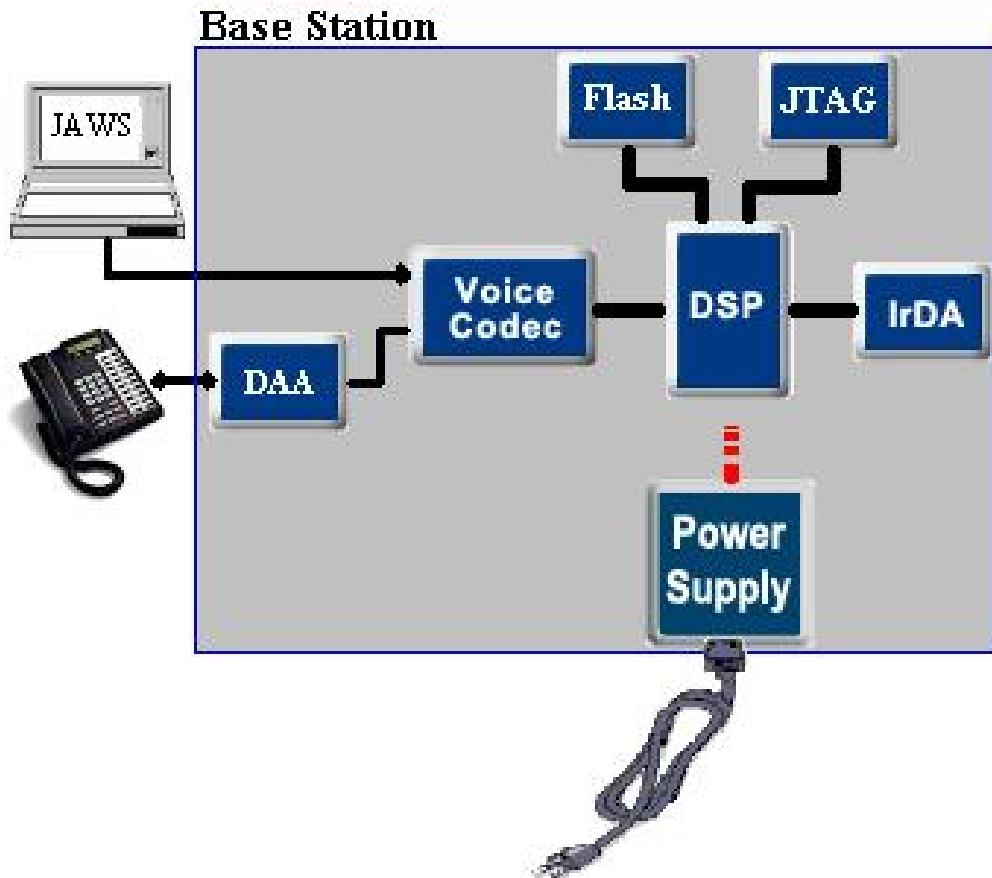 Base Station
JAWS
Flash
JTAG
Voice
Codec
DSP
IrDA
DAA
Power
Supply